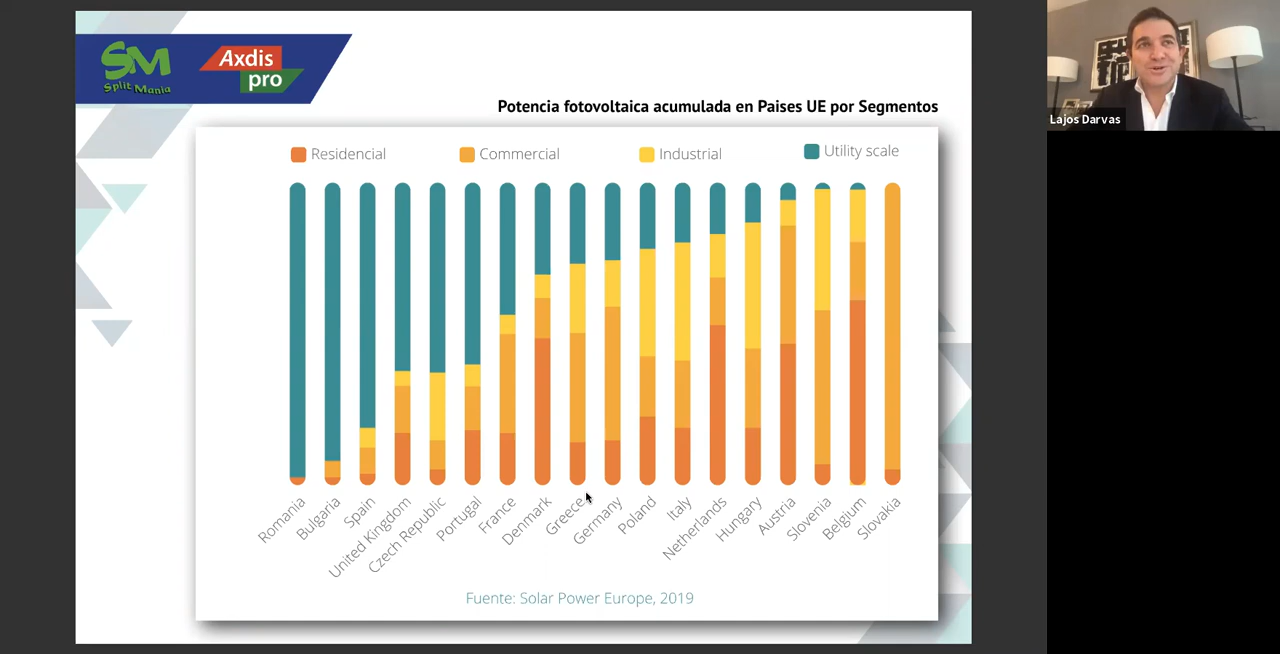 SM
Split Mania
Axdis
pro
Potencia fotovoltaica acumulada en Paises UE por Segmentos
Residencial
Commercial
Industrial
Utility scale
Romania
Bulgaria
Spain
United Kingdom
Czech Republic
Portugal
France
Denmark
Greece
Germany
Poland
Italy
Netherlands
Hungary
Austria
Slovenia
Belgium
Slovakia
Fuente: Solar Power Europe, 2019
Lajos Darvas